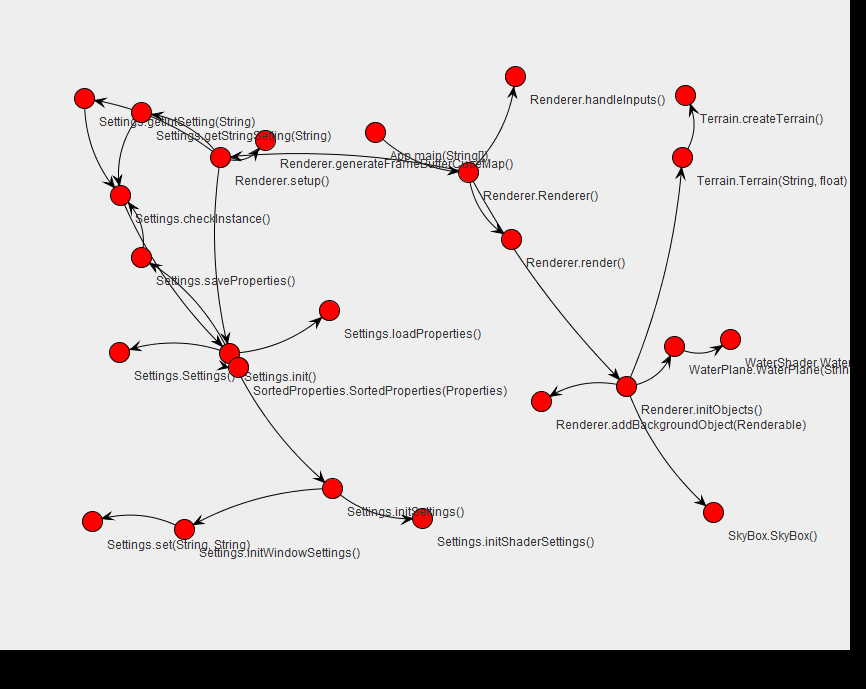 Renderer.handleInputs()
Terrain.createTerrain()
Settings.getIntSetting(String)
Settings.getStringSetting(String)
App.main(String[])
Renderer.generateFrameBufferCubeMap()
Renderer.setup()
Terrain.Terrain(String, float)
Renderer.Renderer()
Settings.checkInstance()
Renderer.render()
Settings.saveProperties()
Settings.loadProperties()
WaterShader.Water
WaterPlane.WaterPlane(Strin
Settings.Settings()
Settings.init()
SortedProperties.SortedProperties(Properties)
Renderer.initObjects()
Renderer.addBackgroundObject(Renderable)
Settings.initSettings()
SkyBox.SkyBox()
Settings.initShaderSettings()
Settings.set(String, String)
Settings.initWindowSettings()